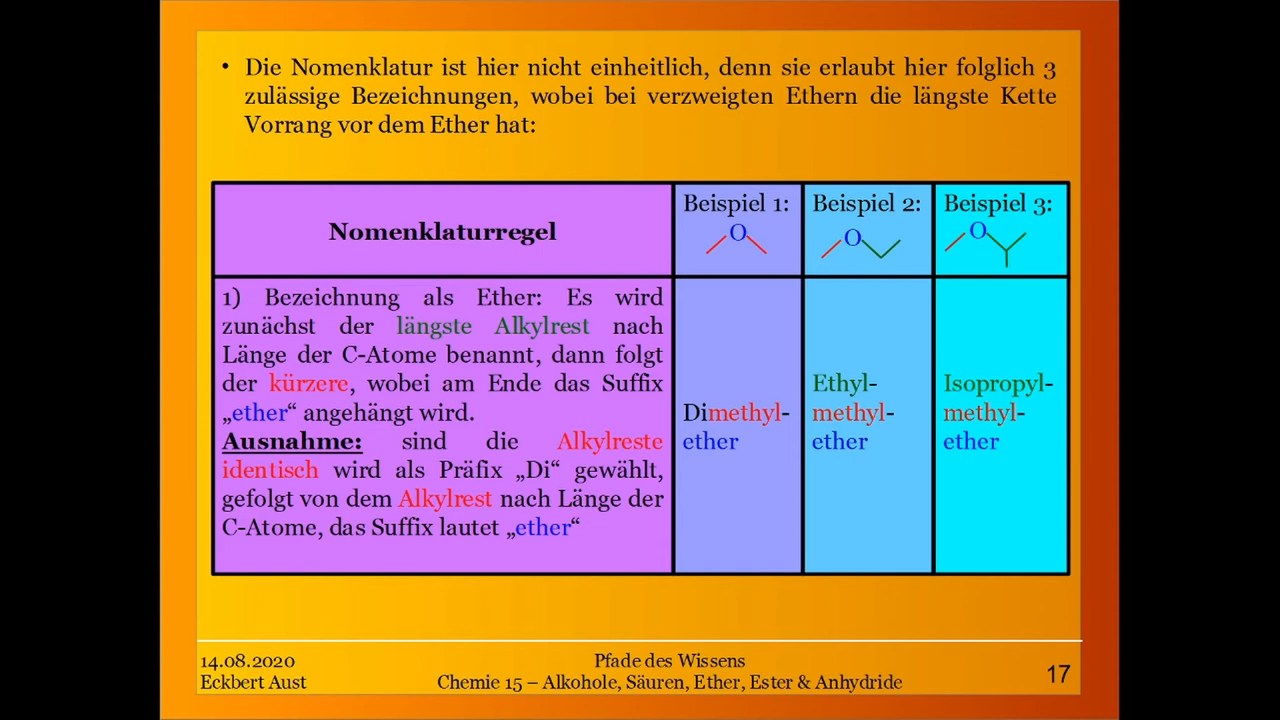 • Die Nomenklatur ist hier nicht einheitlich, denn sie erlaubt hier folglich 3
zulässige Bezeichnungen, wobei bei verzweigten Ethern die längste Kette
Vorrang vor dem Ether hat:
Nomenklaturregel
Beispiel 1:
O
Beispiel 2:
O
Beispiel 3:
O
1) Bezeichnung als Ether: Es wird
zunächst der längste Alkylrest nach
Länge der C-Atome benannt, dann folgt
der kürzere, wobei am Ende das Suffix
„ether“ angehängt wird.
Ausnahme: sind die Alkylreste
identisch wird als Präfix „Di“ gewählt,
gefolgt von dem Alkylrest nach Länge der
C-Atome, das Suffix lautet „ether“
Dimethyl-
ether
Ethyl-
methyl-
ether
Isopropyl-
methyl-
ether
14.08.2020
Eckbert Aust
Pfade des Wissens
Chemie 15 – Alkohole, Säuren, Ether, Ester & Anhydride
17